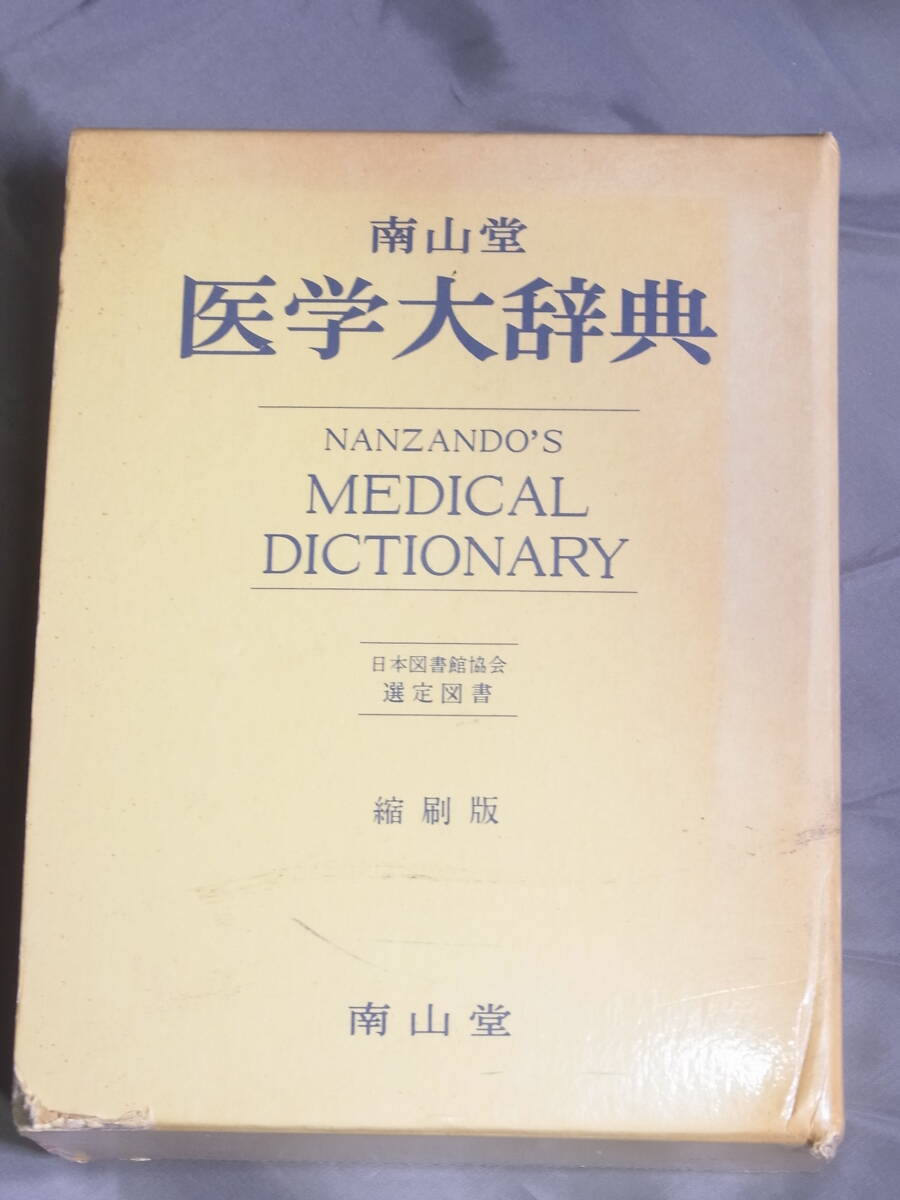 南山堂
医学大辞典
NANZANDO'S
MEDICAL
DICTIONARY
日本図書館協会
選定図書
縮刷版
南山堂